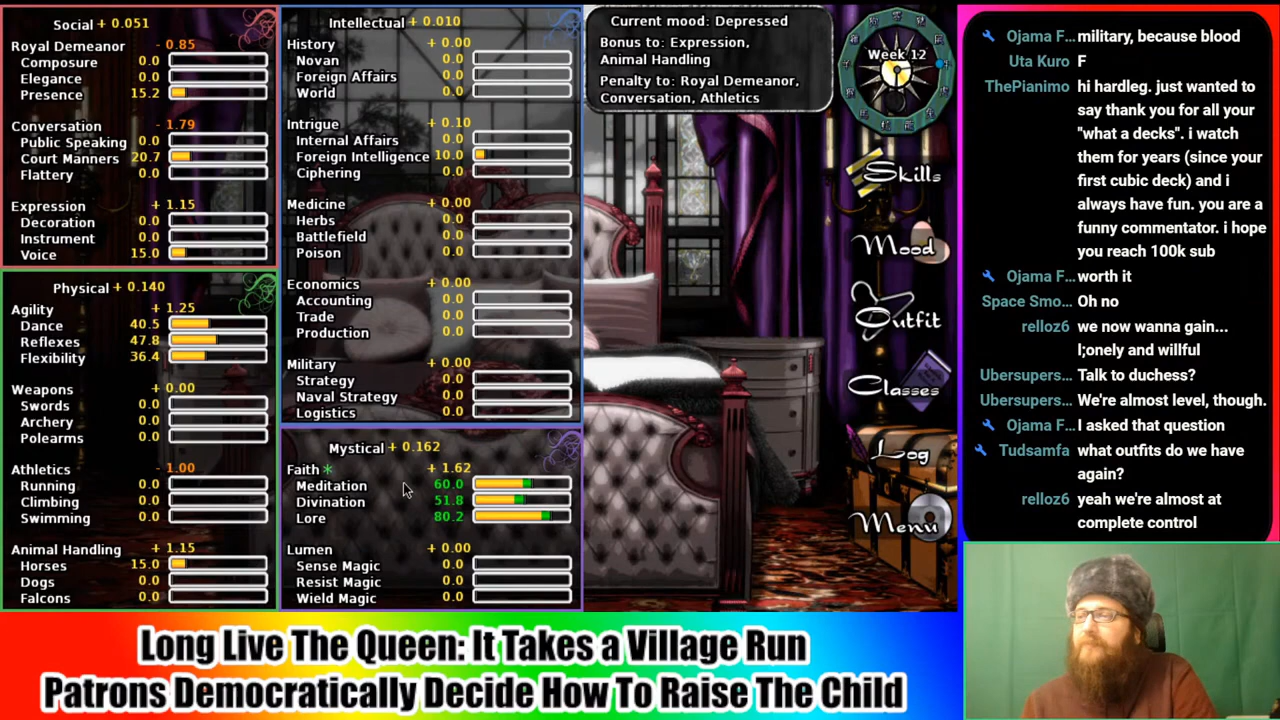 Social + 0.051
Royal Demeanor - 0.85
Composure 0.0
Elegance 0.0
Presence 15.2
Conversation - 1.79
Public Speaking 0.0
Court Manners 20.7
Flattery 0.0
Expression + 1.15
Decoration 0.0
Instrument 0.0
Voice 15.0
Physical + 0.140
Agility + 1.25
Dance 40.5
Reflexes 47.8
Flexibility 36.4
Weapons + 0.00
Swords 0.0
Archery 0.0
Polearms 0.0
Athletics - 1.00
Running 0.0
Climbing 0.0
Swimming 0.0
Animal Handling + 1.15
Horses 15.0
Dogs 0.0
Falcons 0.0
Intellectual + 0.010
History + 0.00
Novan 0.0
Foreign Affairs 0.0
World 0.0
Intrigue + 0.10
Internal Affairs 0.0
Foreign Intelligence 10.0
Ciphering 0.0
Medicine + 0.00
Herbs 0.0
Battlefield 0.0
Poison 0.0
Economics + 0.00
Accounting 0.0
Trade 0.0
Production 0.0
Military + 0.00
Strategy 0.0
Naval Strategy 0.0
Logistics 0.0
Mystical + 0.162
Faith * + 1.62
Meditation 60.0
Divination 51.8
Lore 80.2
Lumen + 0.00
Sense Magic 0.0
Resist Magic 0.0
Wield Magic 0.0
Current mood: Depressed
Bonus to: Expression,
Animal Handling
Penalty to: Royal Demeanor,
Conversation, Athletics
Week 12
Skills
Mood
Outfit
Classes
Log
Menu
Ojama F... military, because blood
Uta Kuro F
ThePianimo hi hardleg. just wanted to
say thank you for all your
"what a decks". i watch
them for years (since your
first cubic deck) and i
always have fun. you are a
funny commentator. i hope
you reach 100k sub
Ojama F... worth it
Space Smo... Oh no
relloz6 we now wanna gain...
l;onely and willful
Ubersupers... Talk to duchess?
Ubersupers... We're almost level, though.
Ojama F... I asked that question
Tudsamfa what outfits do we have
again?
relloz6 yeah we're almost at
complete control
Long Live The Queen: It Takes a Village Run
Patrons Democratically Decide How To Raise The Child